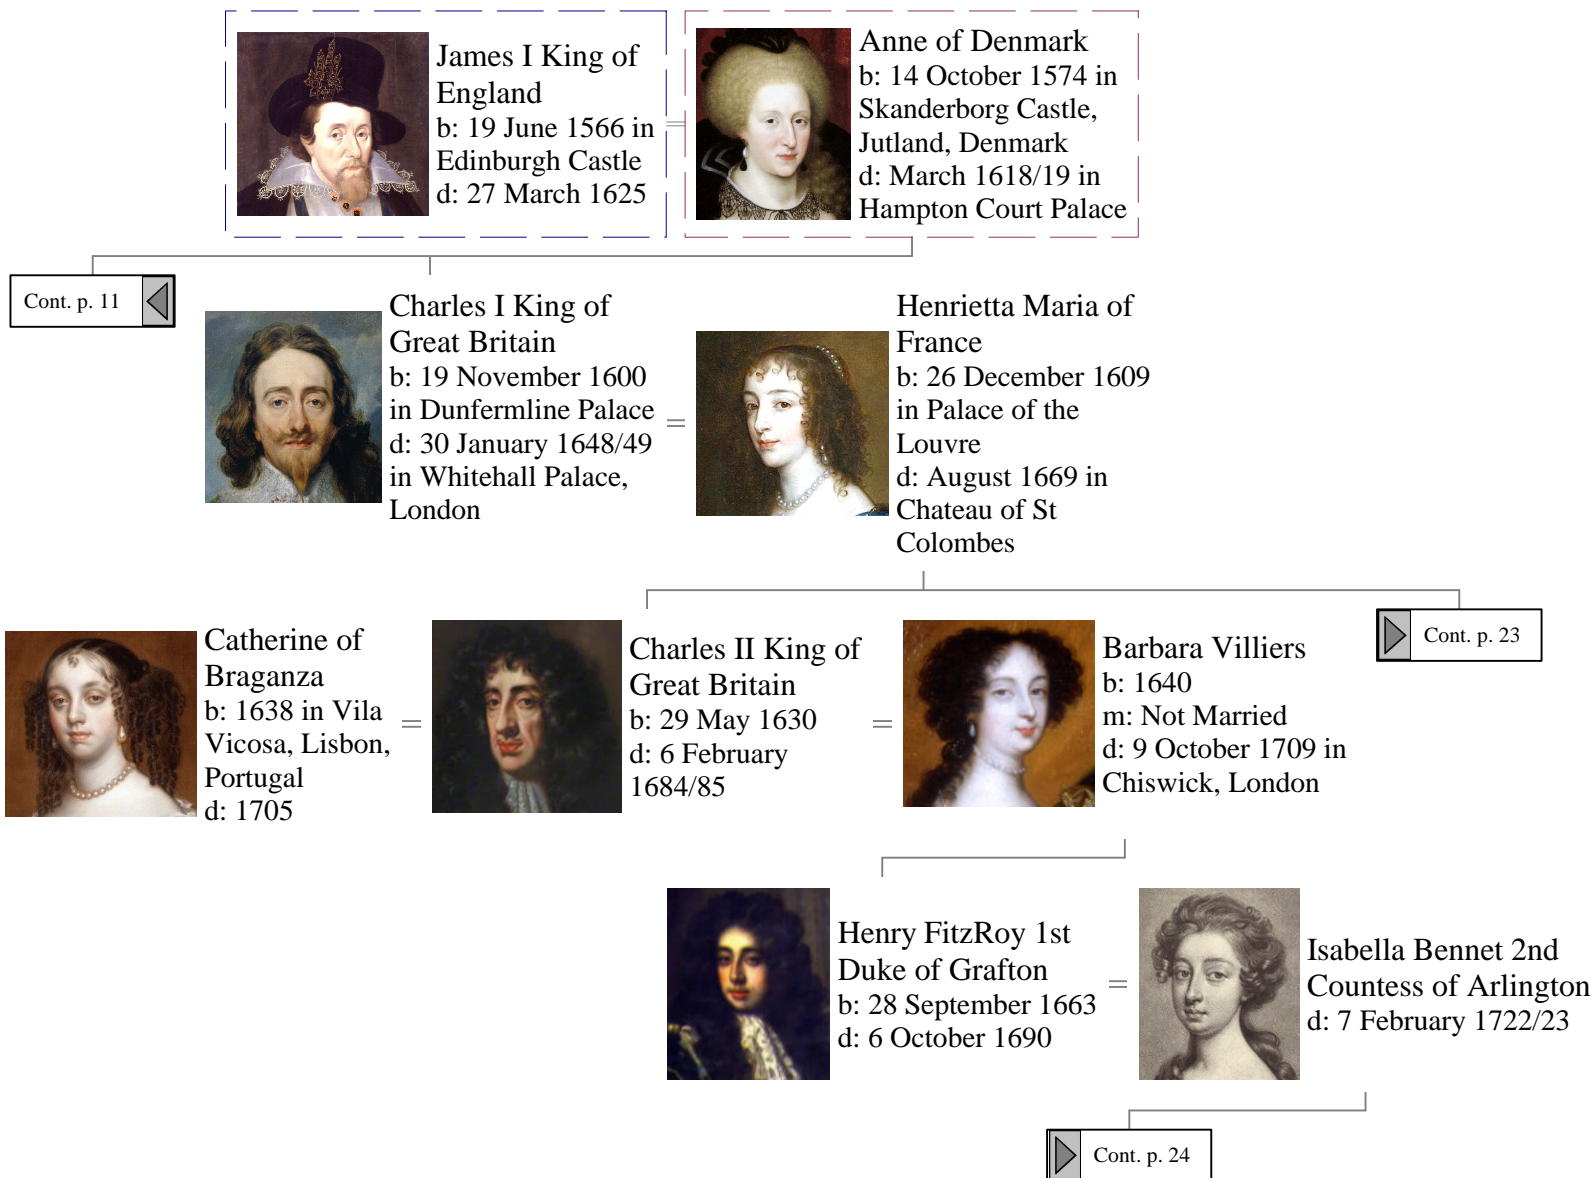 James I King of
England
b: 19 June 1566 in
Edinburgh Castle
d: 27 March 1625
Anne of Denmark
b: 14 October 1574 in
Skanderborg Castle,
Jutland, Denmark
d: March 1618/19 in
Hampton Court Palace
Cont. p. 11
Charles I King of
Great Britain
b: 19 November 1600
in Dunfermline Palace
d: 30 January 1648/49
in Whitehall Palace,
London
=
Henrietta Maria of
France
b: 26 December 1609
in Palace of the
Louvre
d: August 1669 in
Chateau of St
Colombes
Cont. p. 23
Catherine of
Braganza
b: 1638 in Vila
Vicosa, Lisbon,
Portugal
d: 1705
=
Charles II King of
Great Britain
b: 29 May 1630
d: 6 February
1684/85
=
Barbara Villiers
b: 1640
m: Not Married
d: 9 October 1709 in
Chiswick, London
Henry FitzRoy 1st
Duke of Grafton
b: 28 September 1663
d: 6 October 1690
=
Isabella Bennet 2nd
Countess of Arlington
d: 7 February 1722/23
Cont. p. 24